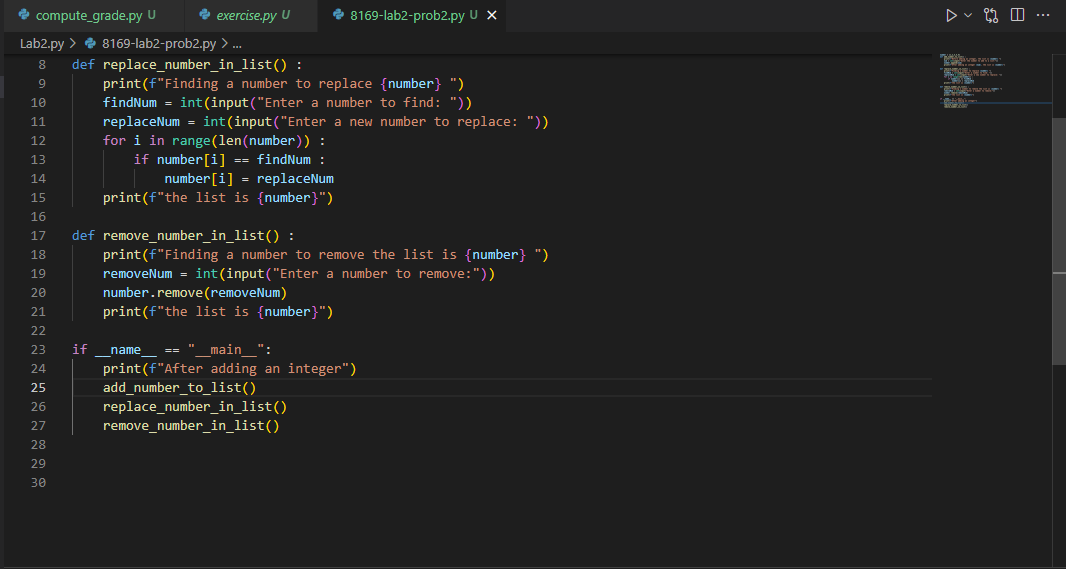 compute_grade.py U exercise.py U 8169-lab2-prob2.py U
Lab2.py > 8169-lab2-prob2.py > ...
8 def replace_number_in_list() :
9     print(f"Finding a number to replace {number} ")
10     findNum = int(input("Enter a number to find: "))
11     replaceNum = int(input("Enter a new number to replace: "))
12     for i in range(len(number)) :
13         if number[i] == findNum :
14             number[i] = replaceNum
15     print(f"the list is {number}")
16
17 def remove_number_in_list() :
18     print(f"Finding a number to remove the list is {number} ")
19     removeNum = int(input("Enter a number to remove:"))
20     number.remove(removeNum)
21     print(f"the list is {number}")
22
23 if __name__ == "__main__":
24     print(f"After adding an integer")
25     add_number_to_list()
26     replace_number_in_list()
27     remove_number_in_list()
28
29
30